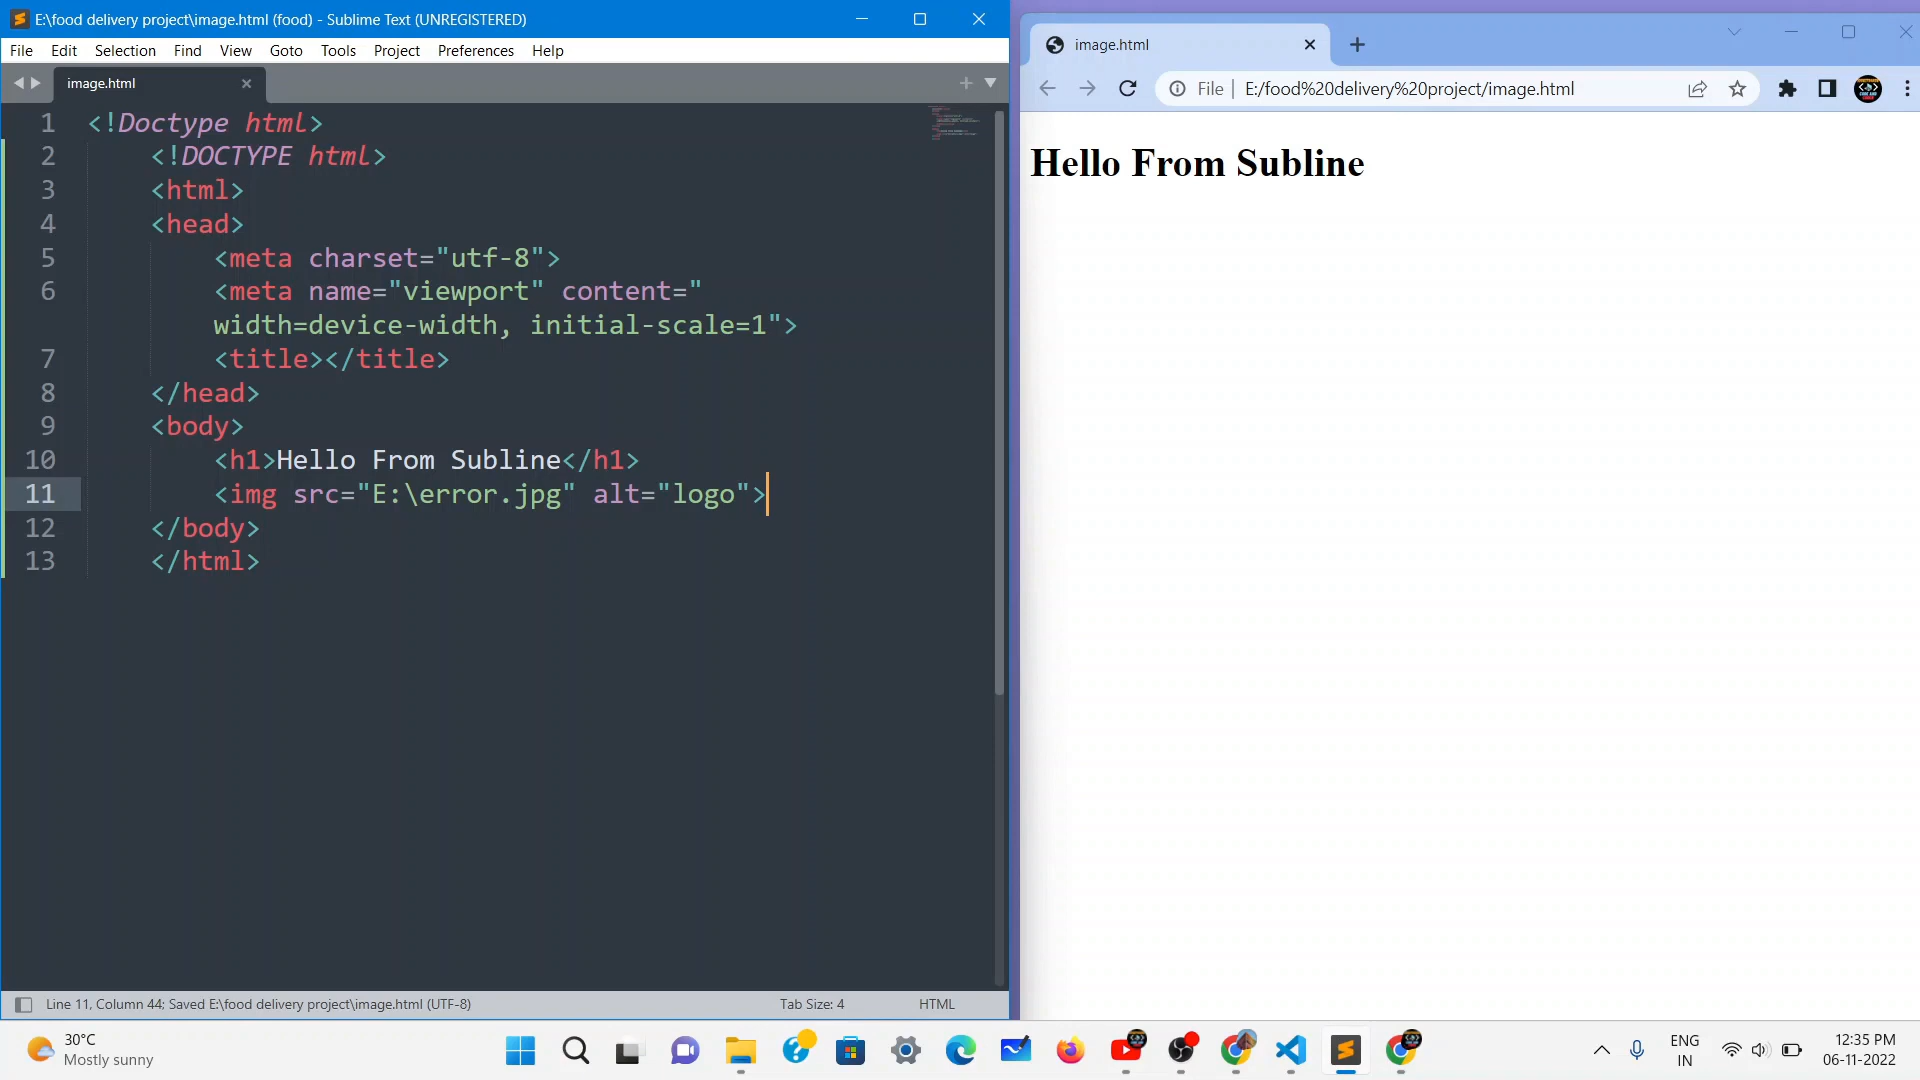 E:\food delivery project\image.html (food) - Sublime Text (UNREGISTERED)
File Edit Selection Find View Goto Tools Project Preferences Help
image.html
1 <!Doctype html>
2 <!DOCTYPE html>
3 <html>
4 <head>
5 <meta charset="utf-8">
6 <meta name="viewport" content="
width=device-width, initial-scale=1">
7 <title></title>
8 </head>
9 <body>
10 <h1>Hello From Subline</h1>
11 <img src="E:\error.jpg" alt="logo">
12 </body>
13 </html>
Line 11, Column 44; Saved E:\food delivery project\image.html (UTF-8)
Tab Size: 4
HTML
image.html
File | E:/food%20delivery%20project/image.html
Hello From Subline
30°C
Mostly sunny
ENG
IN
12:35 PM
06-11-2022